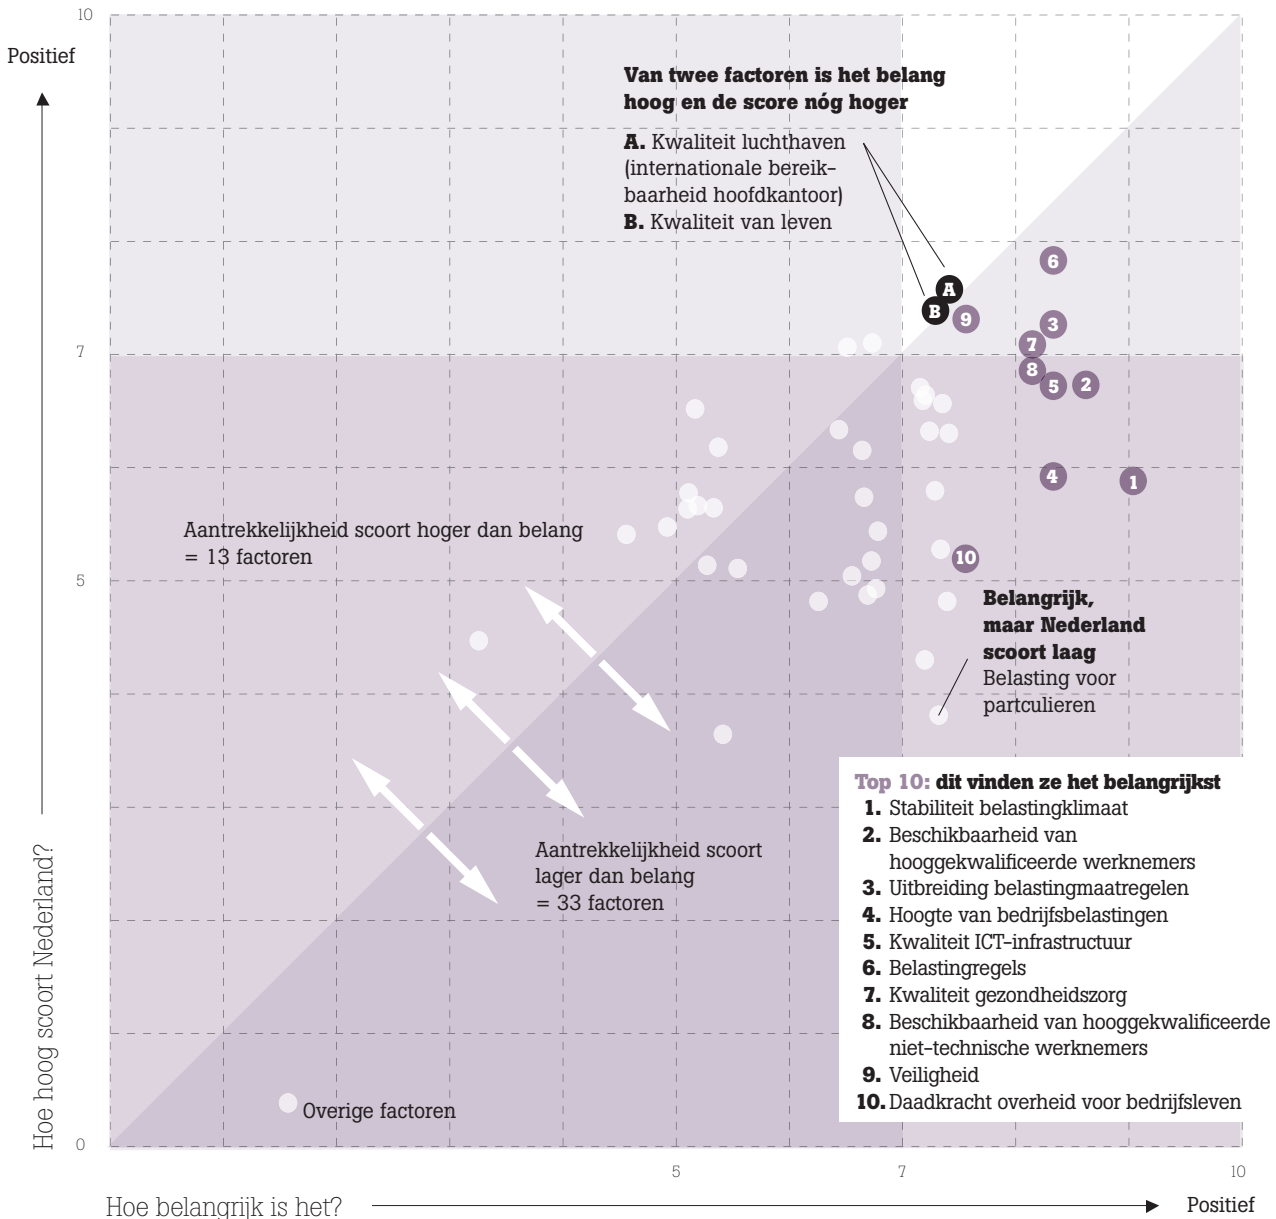 10
Positief
Van twee factoren is het belang
hoog en de score nóg hoger
A. Kwaliteit luchthaven
(internationale bereik-
baarheid hoofdkantoor)
B. Kwaliteit van leven
6
A
B
9
3
7
7
8
5
2
4
1
Aantrekkelijkheid scoort hoger dan belang
= 13 factoren
10
5
Belangrijk,
maar Nederland
scoort laag
Belasting voor
partculieren
Top 10: dit vinden ze het belangrijkst
1. Stabiliteit belastingklimaat
2. Beschikbaarheid van
hooggekwalificeerde werknemers
3. Uitbreiding belastingmaatregelen
4. Hoogte van bedrijfsbelastingen
5. Kwaliteit ICT-infrastructuur
6. Belastingregels
7. Kwaliteit gezondheidszorg
8. Beschikbaarheid van hooggekwalificeerde
niet-technische werknemers
9. Veiligheid
10. Daadkracht overheid voor bedrijfsleven
Aantrekkelijkheid scoort
lager dan belang
= 33 factoren
Hoe hoog scoort Nederland?
Overige factoren
0
5
7
10
Hoe belangrijk is het?
Positief